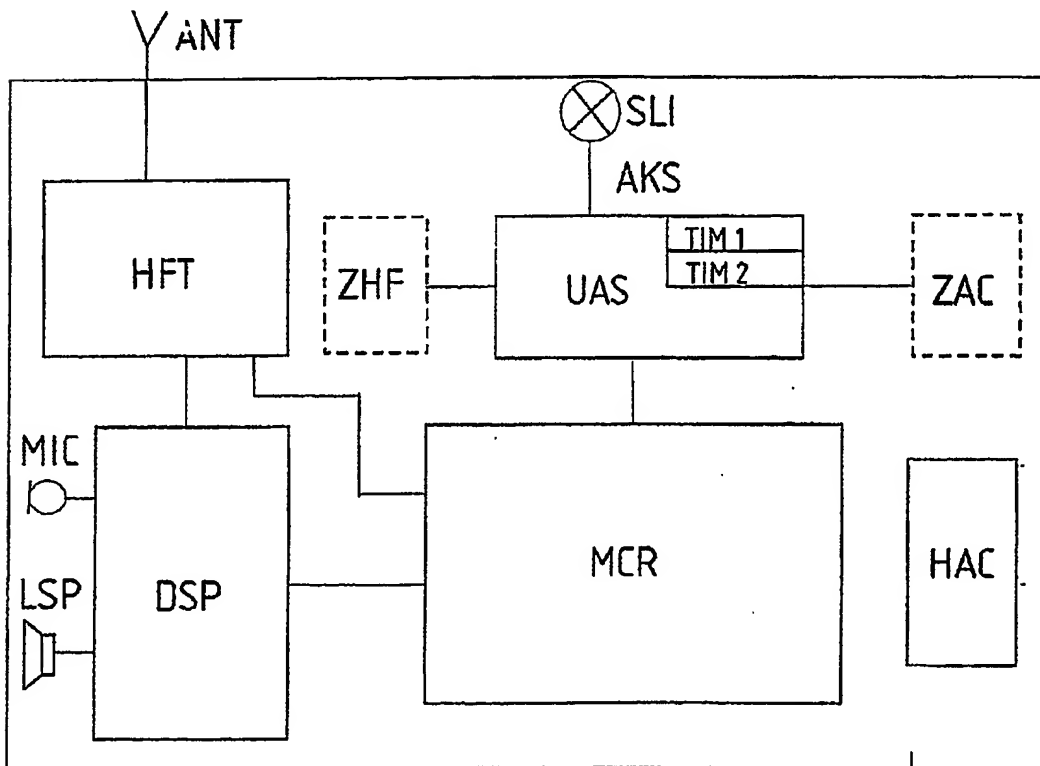 ANT
SLI
AKS
HFT
ZHF
UAS
TIM 1
TIM 2
ZAC
MIC
LSP
DSP
MCR
HAC